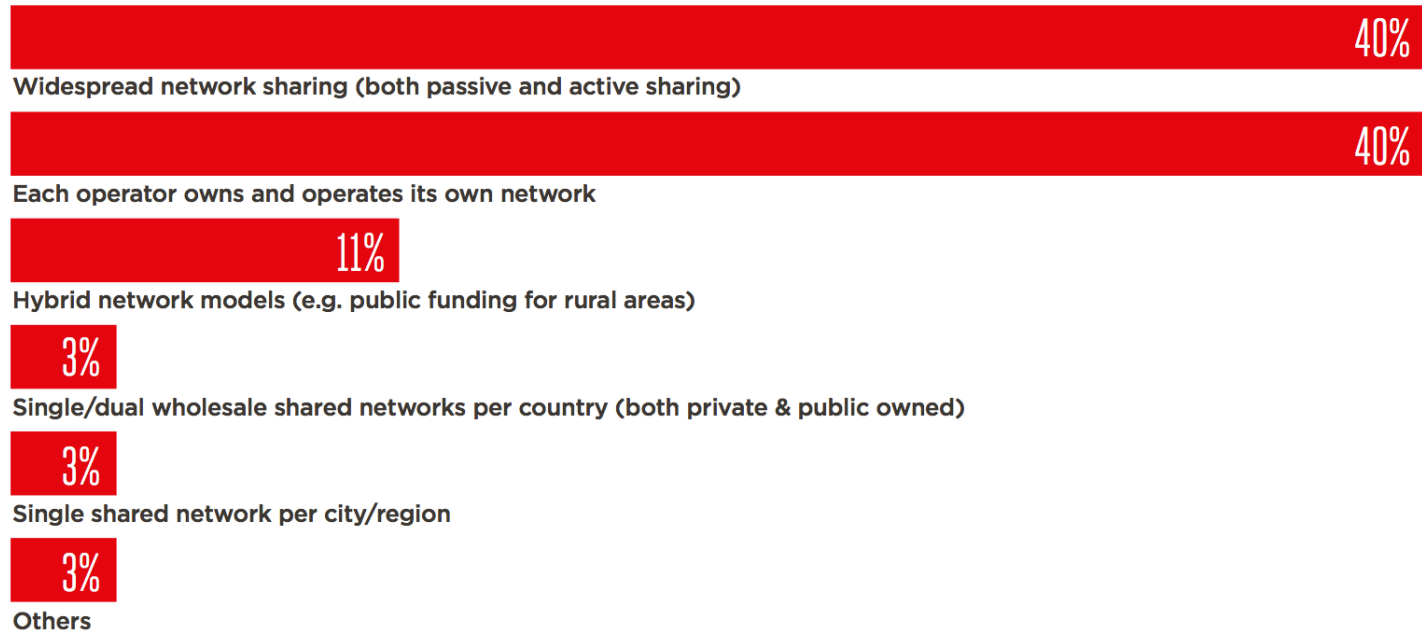 40%
Widespread network sharing (both passive and active sharing)
40%
Each operator owns and operates its own network
11%
Hybrid network models (e.g. public funding for rural areas)
3%
Single/dual wholesale shared networks per country (both private & public owned)
3%
Single shared network per city/region
3%
Others